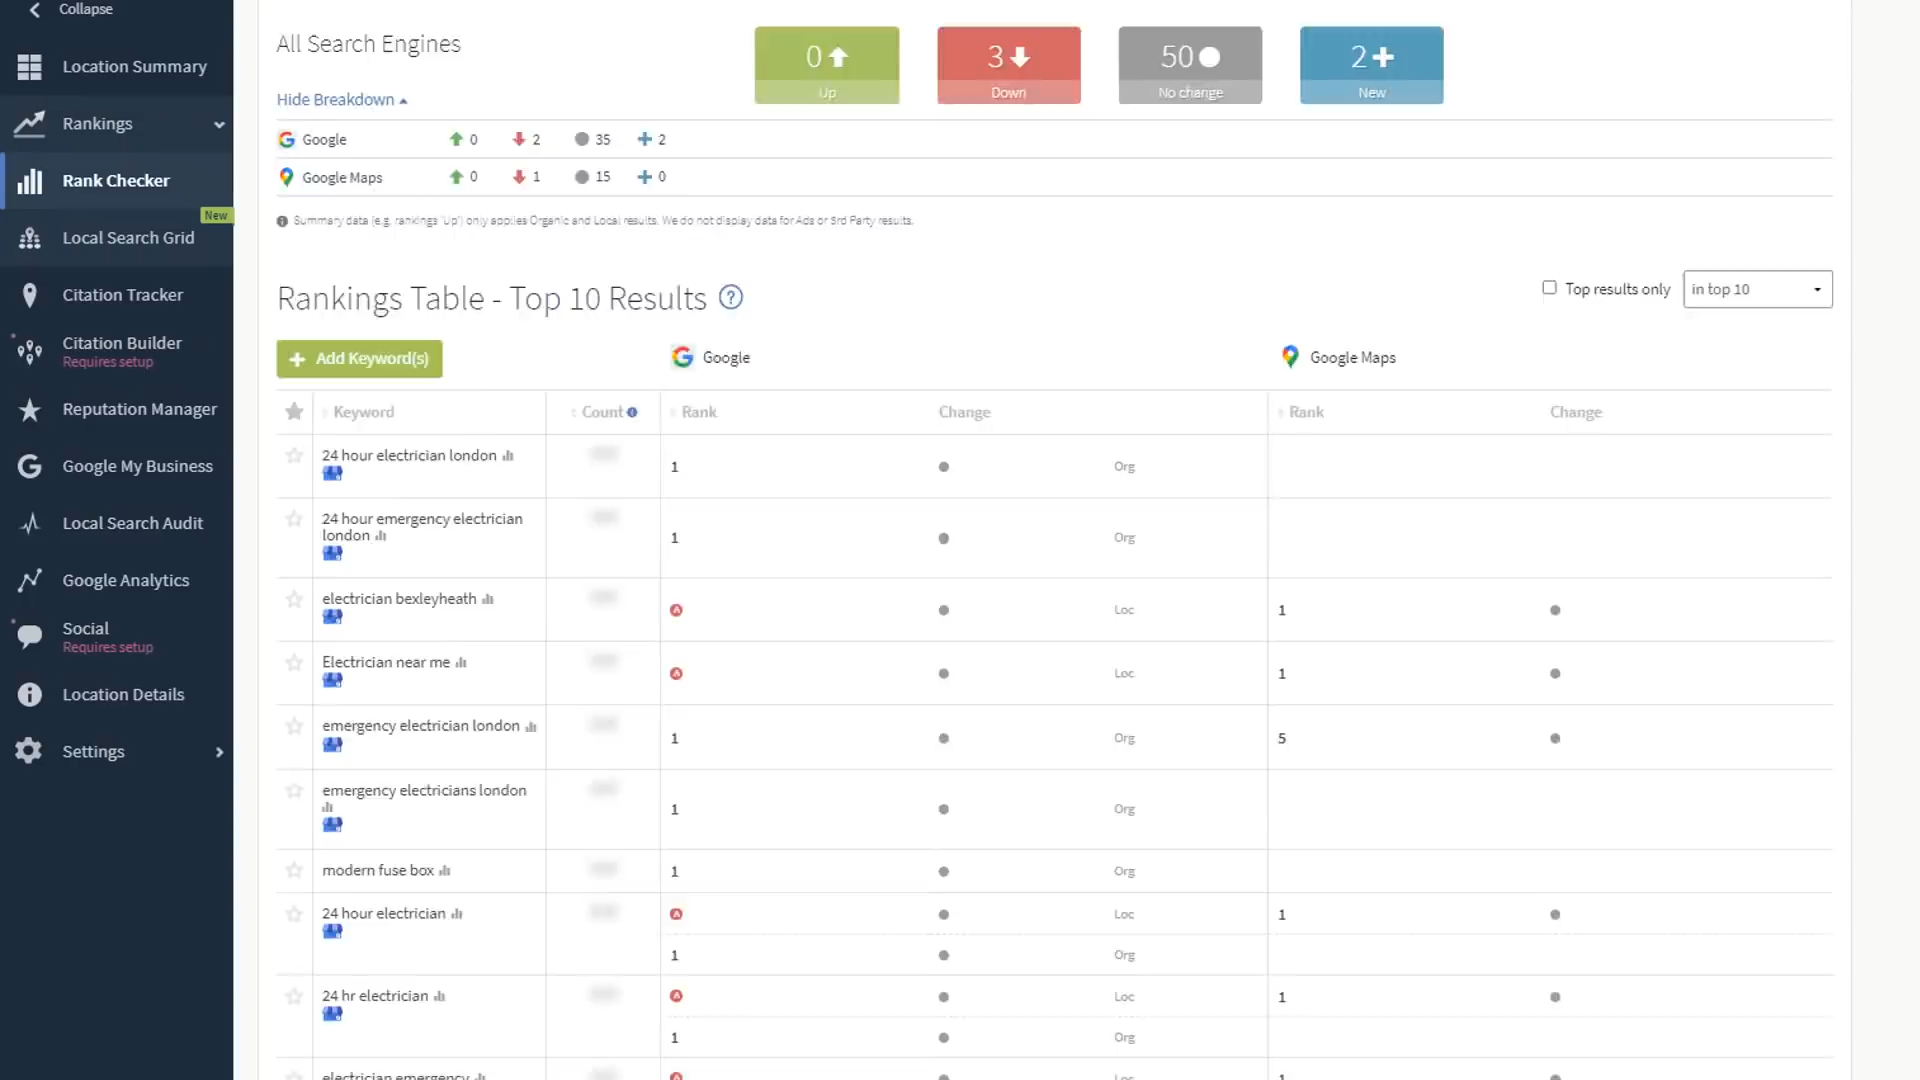 Collapse
Location Summary
Rankings
Rank Checker
New
Local Search Grid
Citation Tracker
Citation Builder
Requires setup
Reputation Manager
Google My Business
Local Search Audit
Google Analytics
Social
Requires setup
Location Details
Settings
All Search Engines
0 Up
3 Down
50 No change
2 New
Hide Breakdown
Google 0 2 35 2
Google Maps 0 1 15 0
Summary data (e.g. rankings 'Up') only applies Organic and Local results. We do not display data for Ads or 3rd Party results.
Rankings Table - Top 10 Results ?
Top results only in top 10
Add Keyword(s) Google Google Maps
Keyword Count Rank Change Rank Change
24 hour electrician london 1 Org
24 hour emergency electrician
london 1 Org
electrician bexleyheath A Loc 1
Electrician near me A Loc 1
emergency electrician london 1 Org 5
emergency electricians london 1 Org
modern fuse box 1 Org
24 hour electrician A Loc 1
1 Org
24 hr electrician A Loc 1
1 Org
electrician emergency A Loc 1